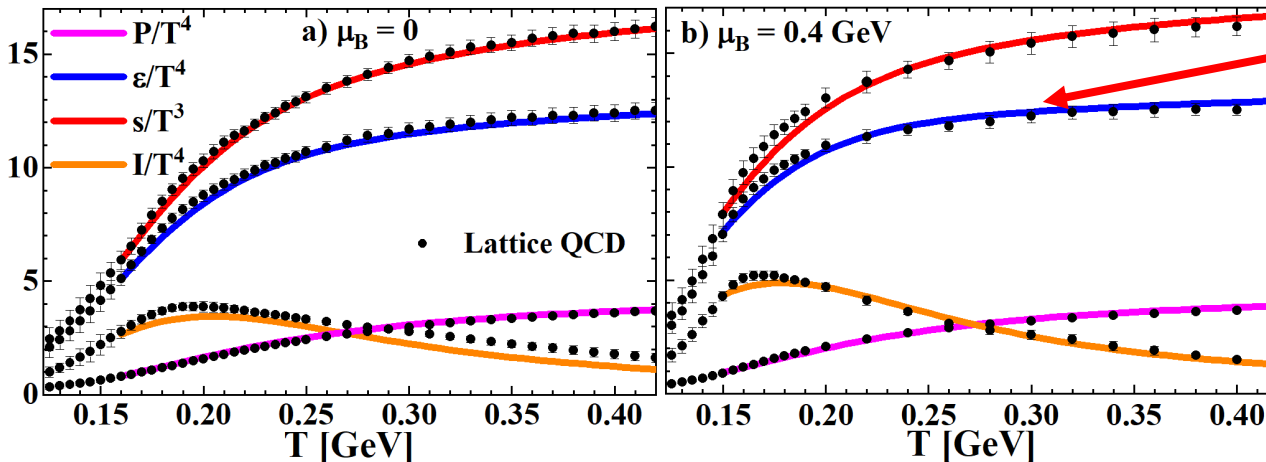 a) μ_B = 0
P/T⁴
ε/T⁴
s/T³
I/T⁴
Lattice QCD
15
10
5
0
0.15 0.20 0.25 0.30 0.35 0.40
T [GeV]
b) μ_B = 0.4 GeV
0.15 0.20 0.25 0.30 0.35 0.40
T [GeV]